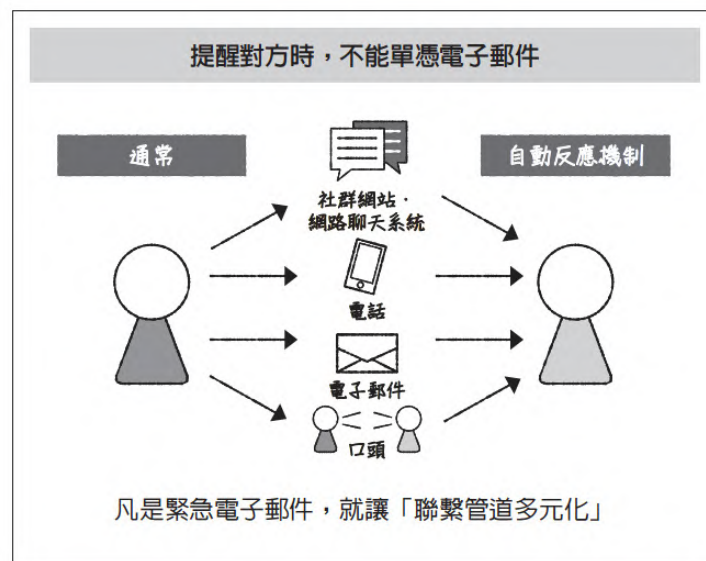 提醒對方時,不能單憑電子郵件
通常
自動反應機制
社群網站·
網路聊天系統
電話
電子郵件
口頭
凡是緊急電子郵件,就讓「聯繫管道多元化」